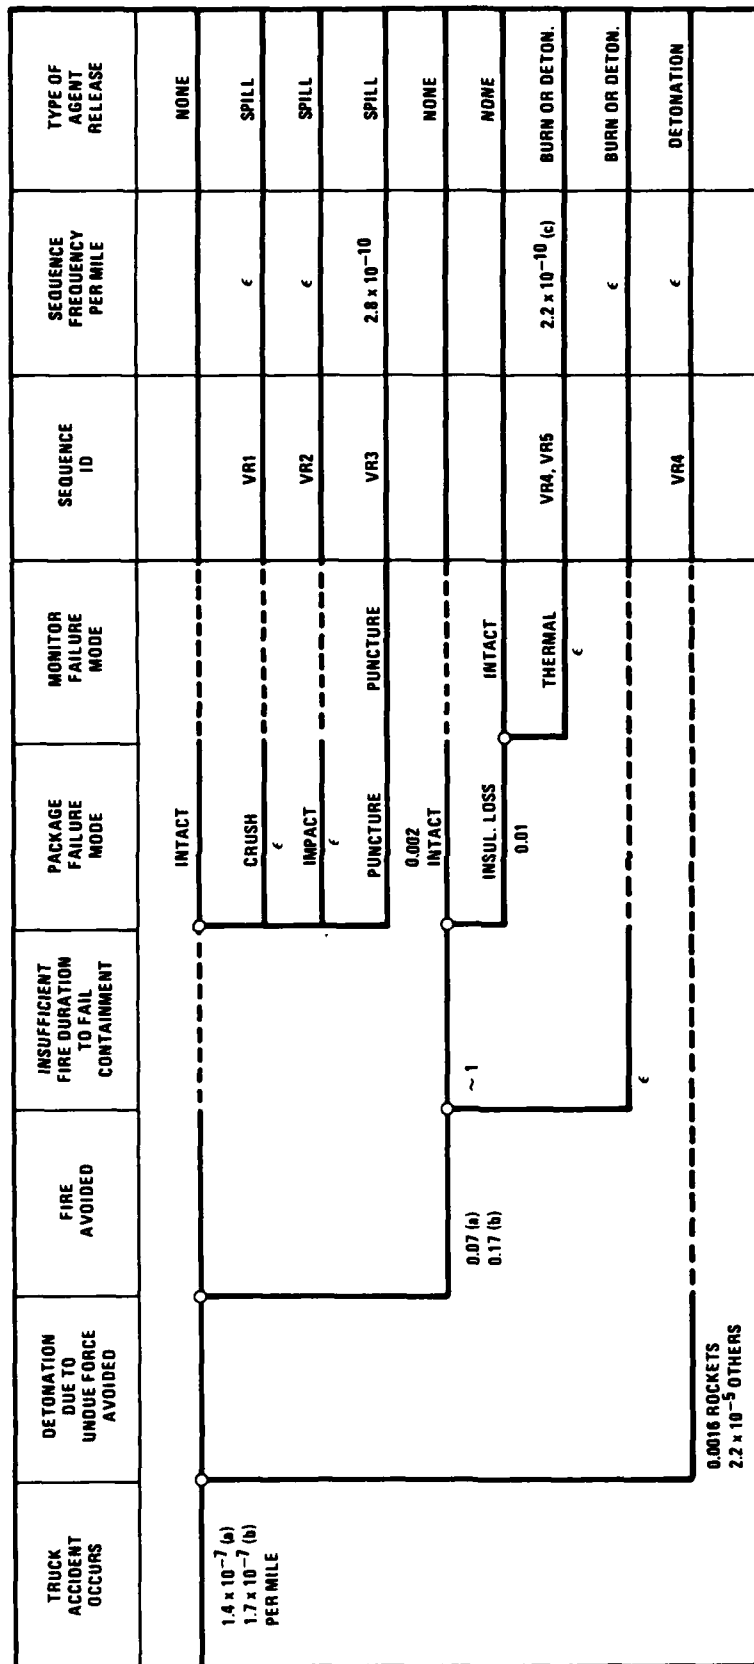 TRUCK
ACCIDENT
OCCURS
DETONATION
DUE TO
UNDUE FORCE
AVOIDED
FIRE
AVOIDED
INSUFFICIENT
FIRE DURATION
TO FAIL
CONTAINMENT
PACKAGE
FAILURE
MODE
MONITOR
FAILURE
MODE
SEQUENCE
ID
SEQUENCE
FREQUENCY
PER MILE
TYPE OF
AGENT
RELEASE
INTACT
NONE
1.4 x 10⁻⁷ (a)
1.7 x 10⁻⁷ (b)
PER MILE
CRUSH
ϵ
VR1
ϵ
SPILL
IMPACT
ϵ
VR2
ϵ
SPILL
PUNCTURE
0.002
PUNCTURE
VR3
2.8 x 10⁻¹⁰
SPILL
INTACT
NONE
0.07 (a)
0.17 (b)
~ 1
INSUL. LOSS
0.01
INTACT
NONE
THERMAL
ϵ
VR4, VR5
2.2 x 10⁻¹⁰ (c)
BURN OR DETON.
ϵ
ϵ
BURN OR DETON.
VR4
ϵ
DETONATION
0.0016 ROCKETS
2.2 x 10⁻⁵ OTHERS